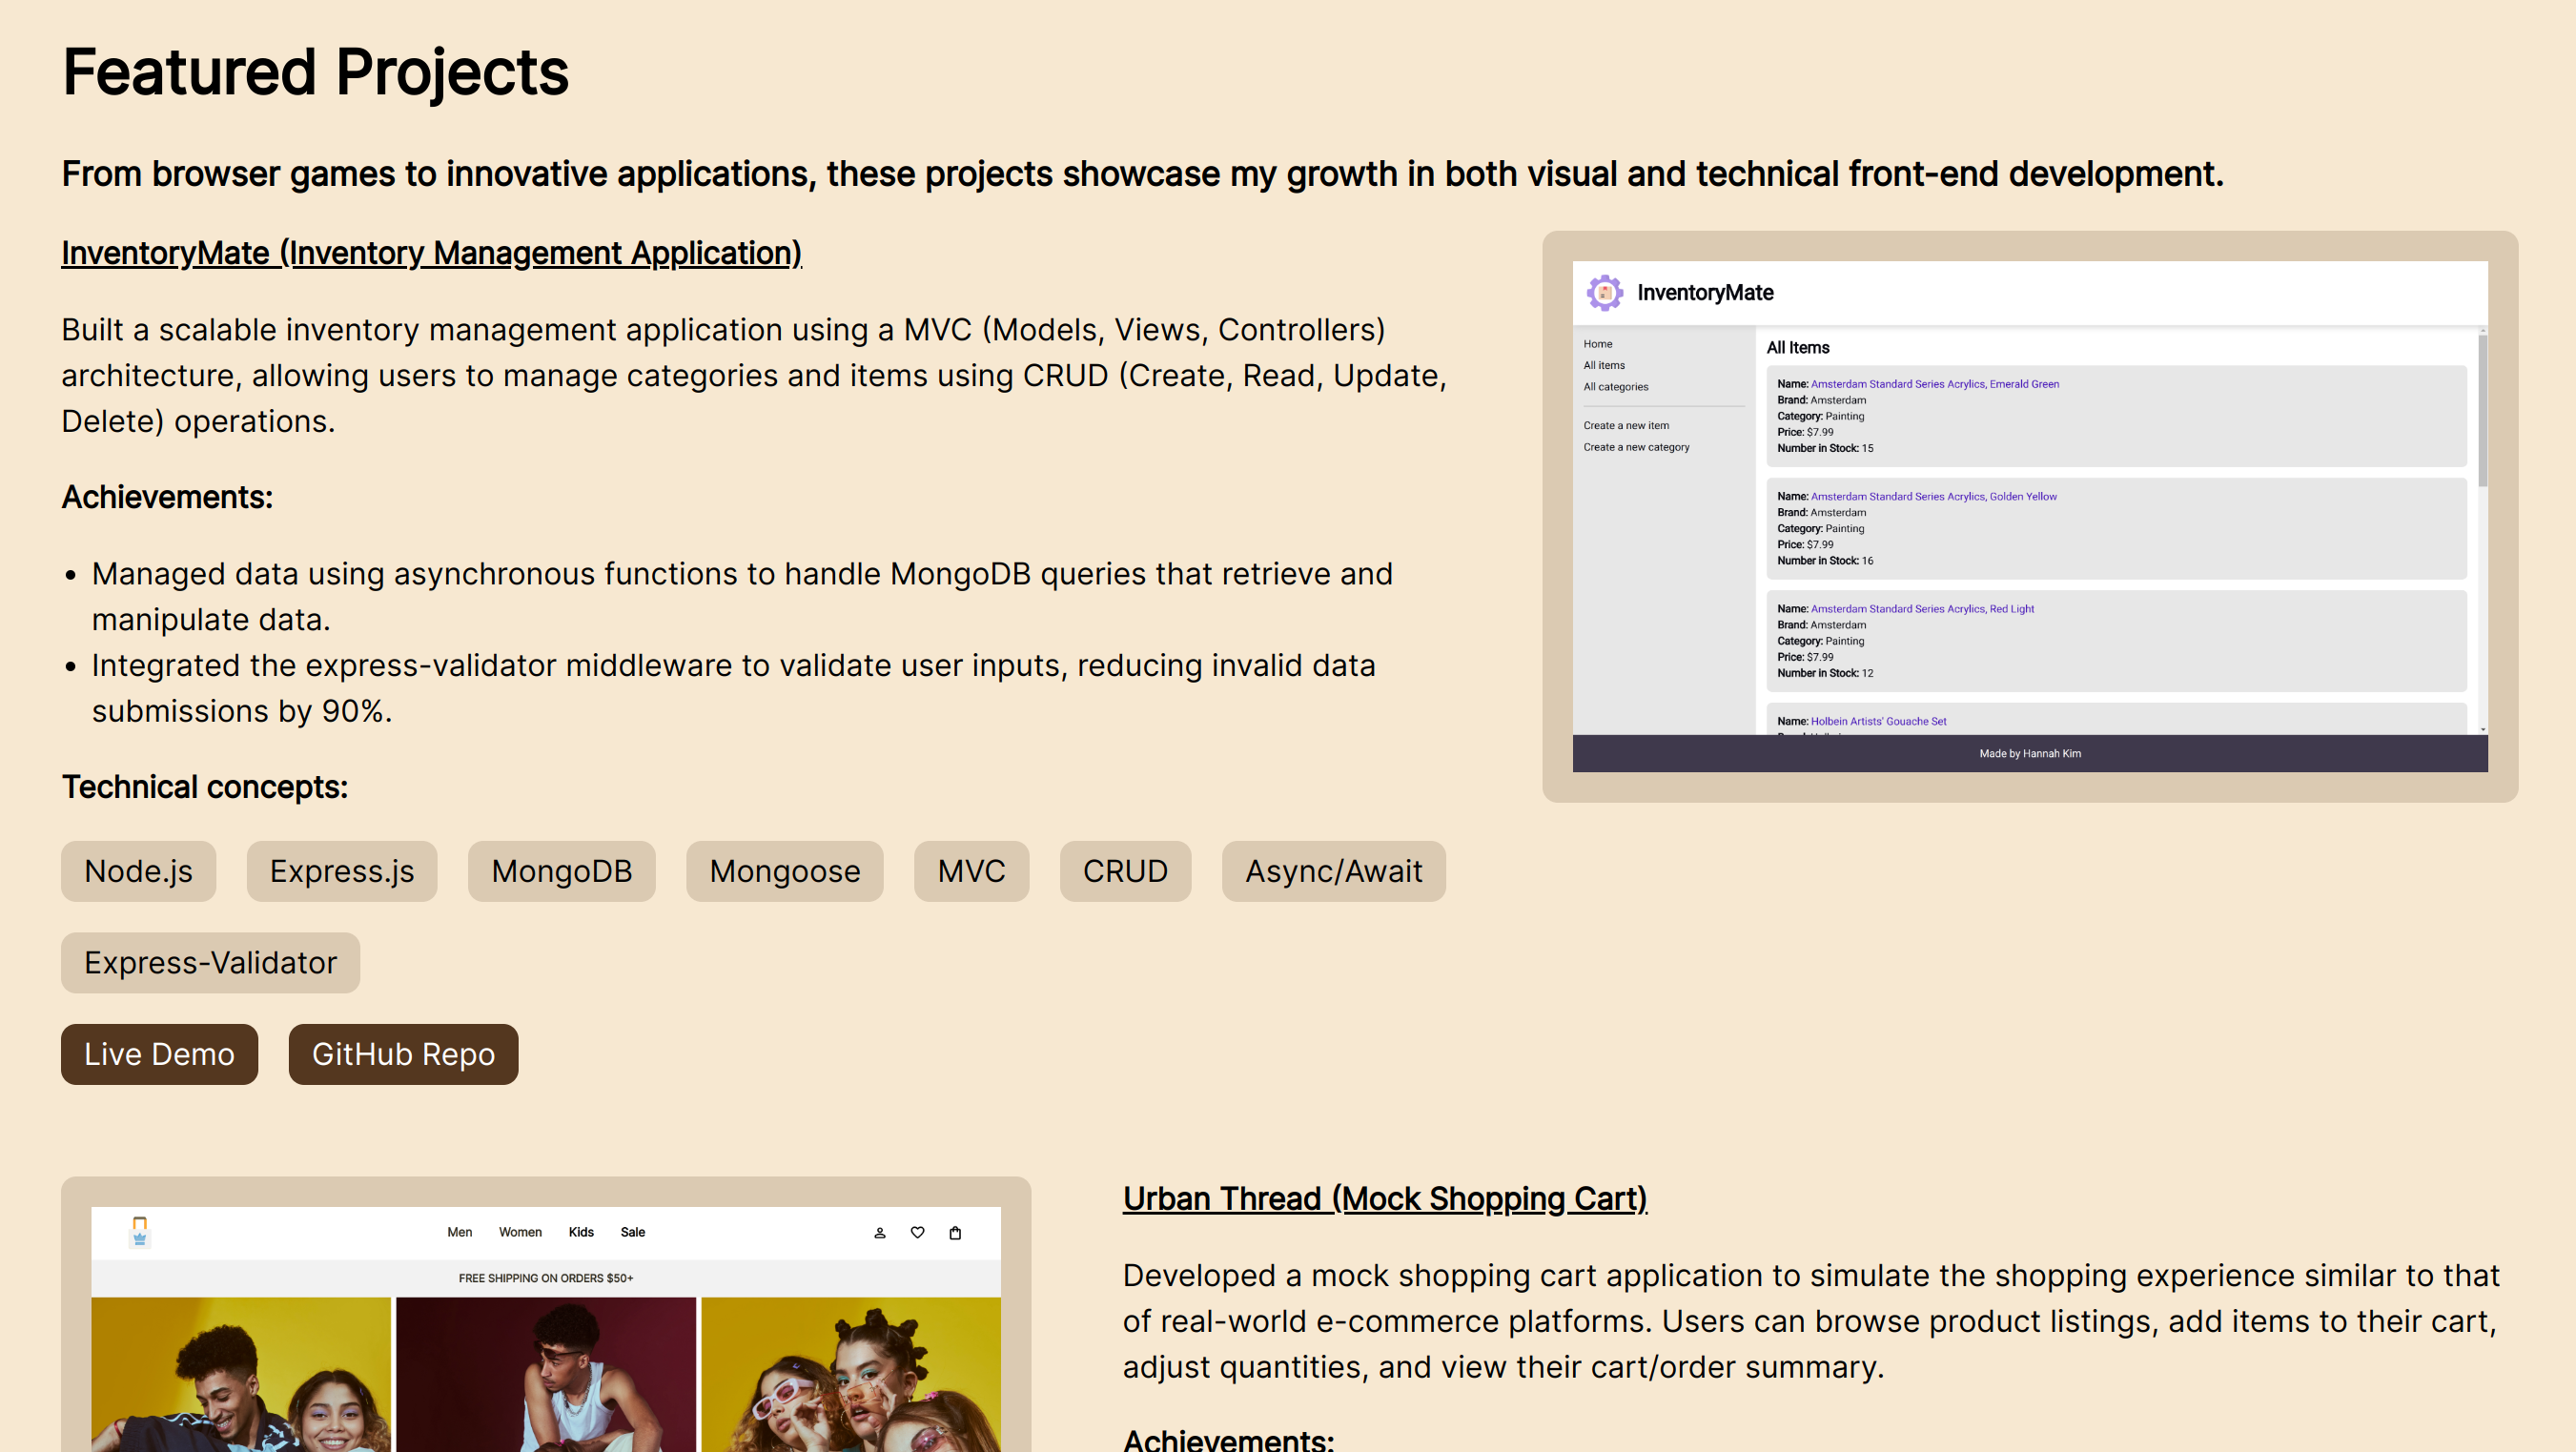 Featured Projects
From browser games to innovative applications, these projects showcase my growth in both visual and technical front-end development.
InventoryMate (Inventory Management Application)
Built a scalable inventory management application using a MVC (Models, Views, Controllers)
architecture, allowing users to manage categories and items using CRUD (Create, Read, Update,
Delete) operations.
Achievements:
• Managed data using asynchronous functions to handle MongoDB queries that retrieve and
manipulate data.
• Integrated the express-validator middleware to validate user inputs, reducing invalid data
submissions by 90%.
Technical concepts:
Node.js Express.js MongoDB Mongoose MVC CRUD Async/Await
Express-Validator
Live Demo GitHub Repo
InventoryMate
Home
All items
All categories
Create a new item
Create a new category
All Items
Name: Amsterdam Standard Series Acrylics, Emerald Green
Brand: Amsterdam
Category: Painting
Price: $7.99
Number in Stock: 15
Name: Amsterdam Standard Series Acrylics, Golden Yellow
Brand: Amsterdam
Category: Painting
Price: $7.99
Number in Stock: 16
Name: Amsterdam Standard Series Acrylics, Red Light
Brand: Amsterdam
Category: Painting
Price: $7.99
Number in Stock: 12
Name: Holbein Artists' Gouache Set
Made by Hannah Kim
Men Women Kids Sale
FREE SHIPPING ON ORDERS $50+
Urban Thread (Mock Shopping Cart)
Developed a mock shopping cart application to simulate the shopping experience similar to that
of real-world e-commerce platforms. Users can browse product listings, add items to their cart,
adjust quantities, and view their cart/order summary.
Achievements: